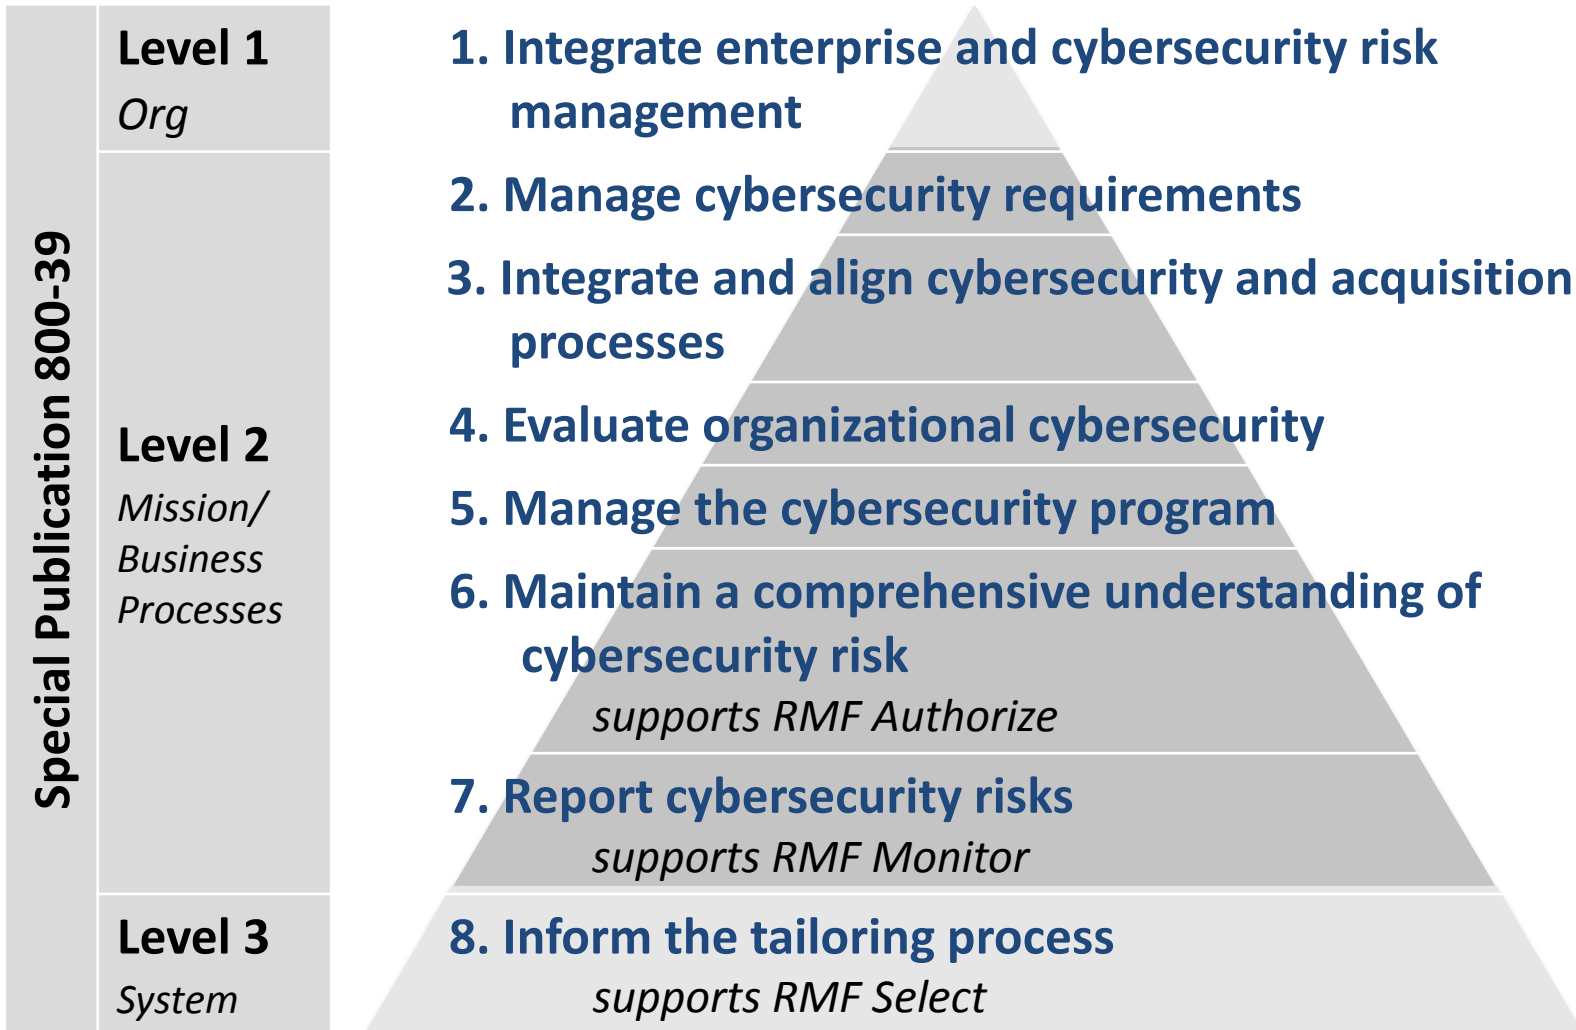 Special Publication 800-39
Level 1
Org
1. Integrate enterprise and cybersecurity risk
management
Level 2
Mission/
Business
Processes
2. Manage cybersecurity requirements
3. Integrate and align cybersecurity and acquisition
processes
4. Evaluate organizational cybersecurity
5. Manage the cybersecurity program
6. Maintain a comprehensive understanding of
cybersecurity risk
supports RMF Authorize
7. Report cybersecurity risks
supports RMF Monitor
Level 3
System
8. Inform the tailoring process
supports RMF Select